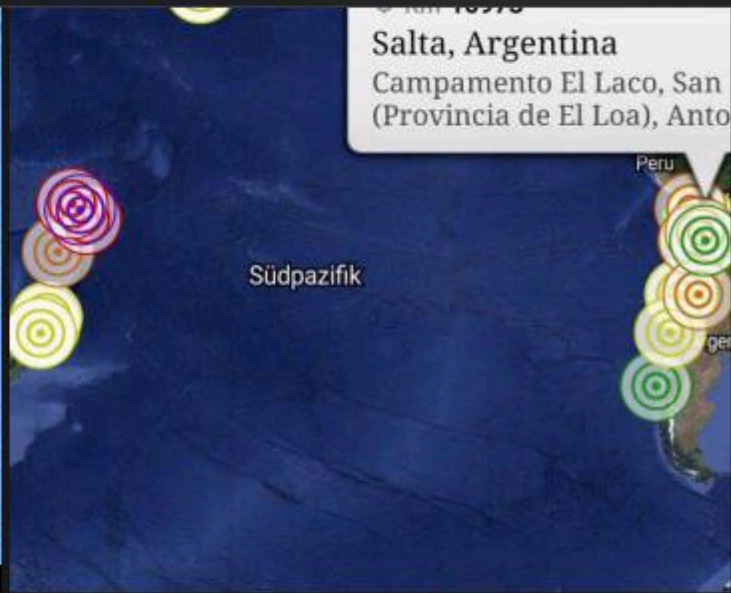 Salta, Argentina
Campamento El Laco, San
(Provincia de El Loa), Anto
Peru
Südpazifik